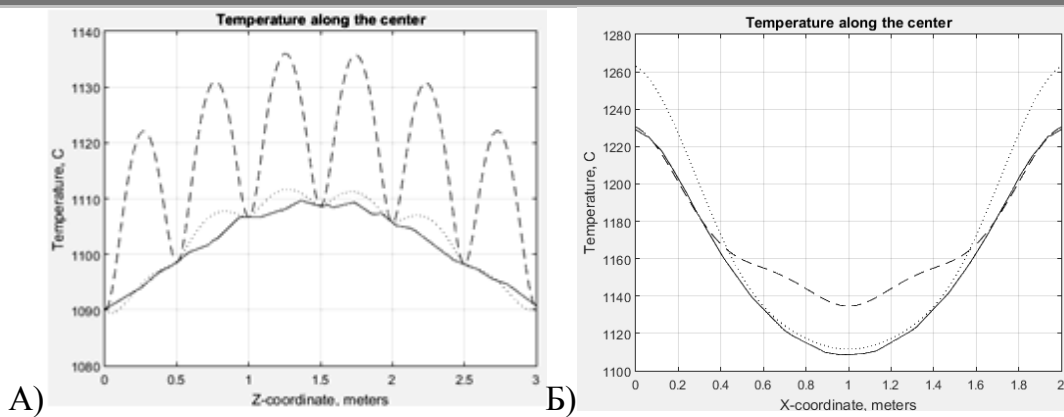 Temperature along the center
1140
1130
1120
1110
1100
1090
1080
Temperature, C
0 0.5 1 1.5 2 2.5 3
Z-coordinate, meters
А)
Temperature along the center
1280
1260
1240
1220
1200
1180
1160
1140
1120
1100
Temperature, C
0 0.2 0.4 0.6 0.8 1 1.2 1.4 1.6 1.8 2
X-coordinate, meters
Б)